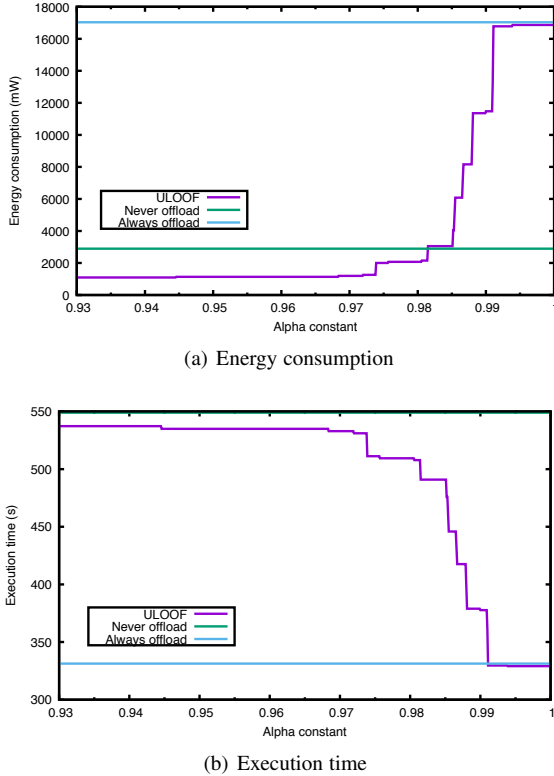 18000
16000
14000
12000
10000
8000
6000
4000
2000
0
Energy consumption (mW)
ULOOF
Never offload
Always offload
0.93 0.94 0.95 0.96 0.97 0.98 0.99 1
Alpha constant
(a) Energy consumption
550
500
450
400
350
300
Execution time (s)
ULOOF
Never offload
Always offload
0.93 0.94 0.95 0.96 0.97 0.98 0.99 1
Alpha constant
(b) Execution time